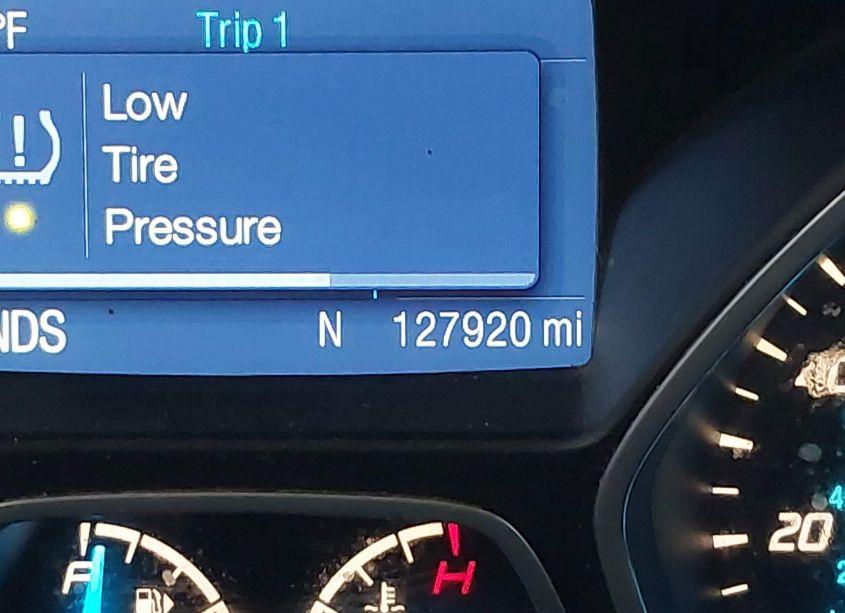 PF Trip 1
Low
Tire
Pressure
NDS N 127920 mi
20
F H